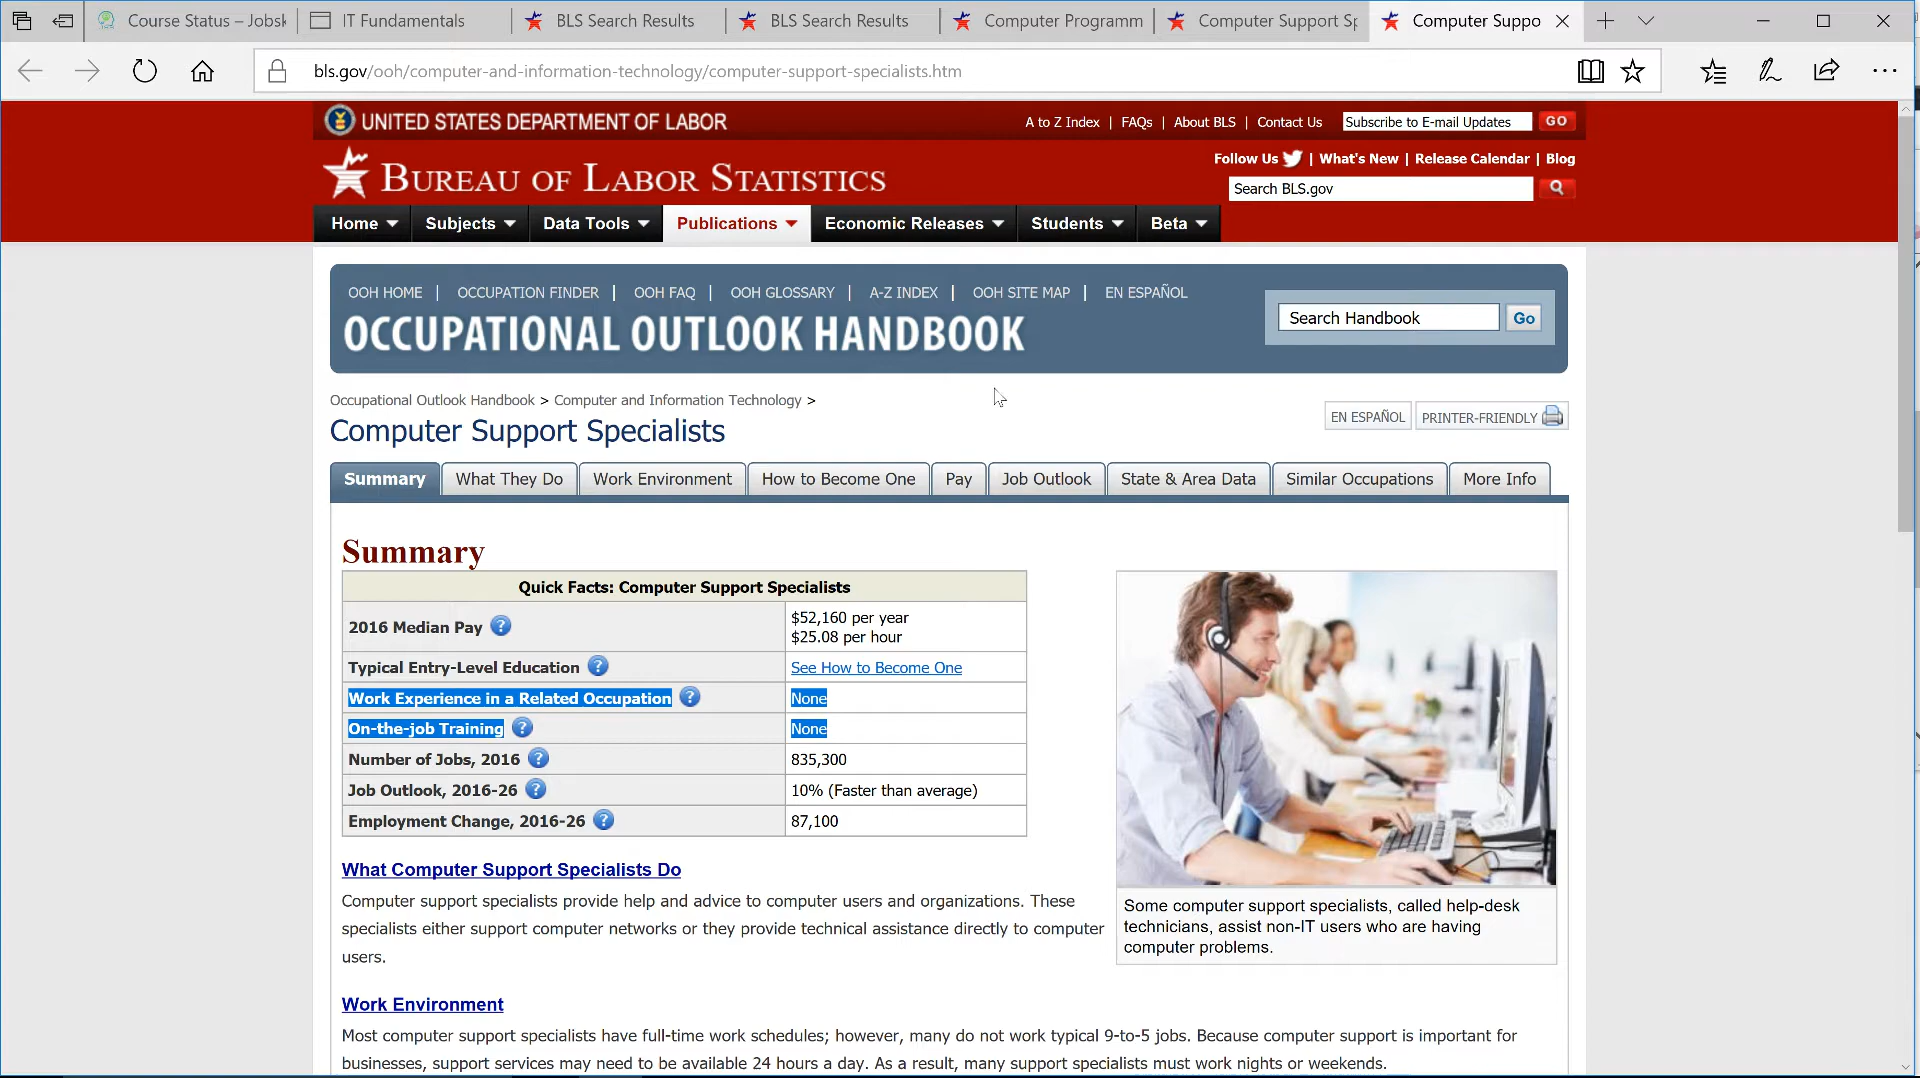 Course Status – Jobsk
IT Fundamentals
BLS Search Results
BLS Search Results
Computer Programm
Computer Support Sp
Computer Suppo
bls.gov/ooh/computer-and-information-technology/computer-support-specialists.htm
UNITED STATES DEPARTMENT OF LABOR
A to Z Index | FAQs | About BLS | Contact Us
Subscribe to E-mail Updates GO
Follow Us | What's New | Release Calendar | Blog
BUREAU OF LABOR STATISTICS
Search BLS.gov
Home Subjects Data Tools Publications Economic Releases Students Beta
OOH HOME | OCCUPATION FINDER | OOH FAQ | OOH GLOSSARY | A-Z INDEX | OOH SITE MAP | EN ESPAÑOL
OCCUPATIONAL OUTLOOK HANDBOOK
Search Handbook Go
Occupational Outlook Handbook > Computer and Information Technology >
EN ESPAÑOL PRINTER-FRIENDLY
Computer Support Specialists
Summary What They Do Work Environment How to Become One Pay Job Outlook State & Area Data Similar Occupations More Info
Summary
Quick Facts: Computer Support Specialists
2016 Median Pay ? $52,160 per year
$25.08 per hour
Typical Entry-Level Education ? See How to Become One
Work Experience in a Related Occupation ? None
On-the-job Training ? None
Number of Jobs, 2016 ? 835,300
Job Outlook, 2016-26 ? 10% (Faster than average)
Employment Change, 2016-26 ? 87,100
What Computer Support Specialists Do
Computer support specialists provide help and advice to computer users and organizations. These
specialists either support computer networks or they provide technical assistance directly to computer
users.
Some computer support specialists, called help-desk
technicians, assist non-IT users who are having
computer problems.
Work Environment
Most computer support specialists have full-time work schedules; however, many do not work typical 9-to-5 jobs. Because computer support is important for
businesses, support services may need to be available 24 hours a day. As a result, many support specialists must work nights or weekends.